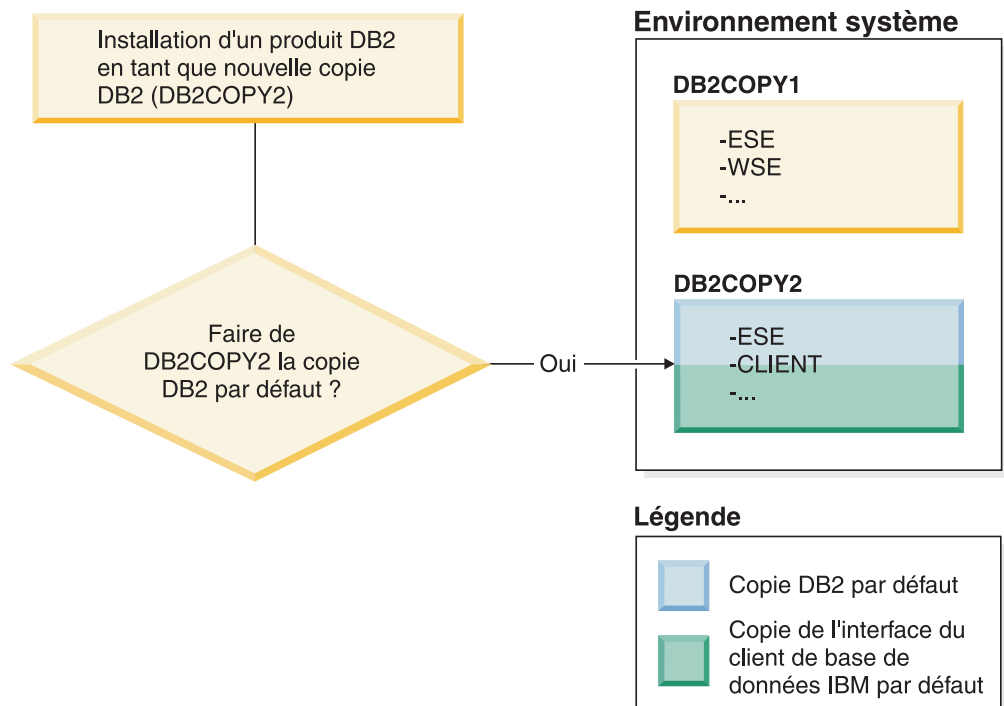 Installation d'un produit DB2
en tant que nouvelle copie
DB2 (DB2COPY2)
Faire de
DB2COPY2 la copie
DB2 par défaut ?
Oui
Environnement système
DB2COPY1
-ESE
-WSE
-...
DB2COPY2
-ESE
-CLIENT
-...
Légende
Copie DB2 par défaut
Copie de l'interface du
client de base de
données IBM par défaut